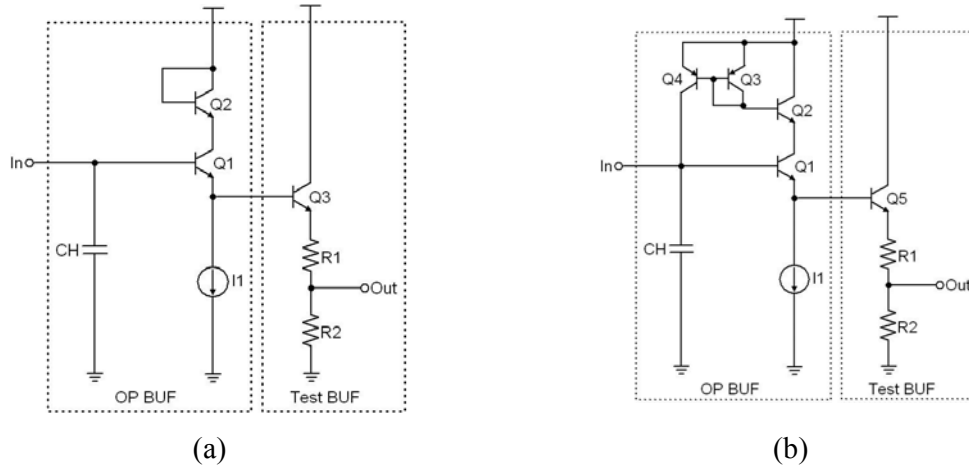 Q2
In
Q1
Q3
CH
R1
I1
Out
R2
OP BUF
Test BUF
(a)
Q4
Q3
Q2
In
Q1
Q5
CH
R1
I1
Out
R2
OP BUF
Test BUF
(b)